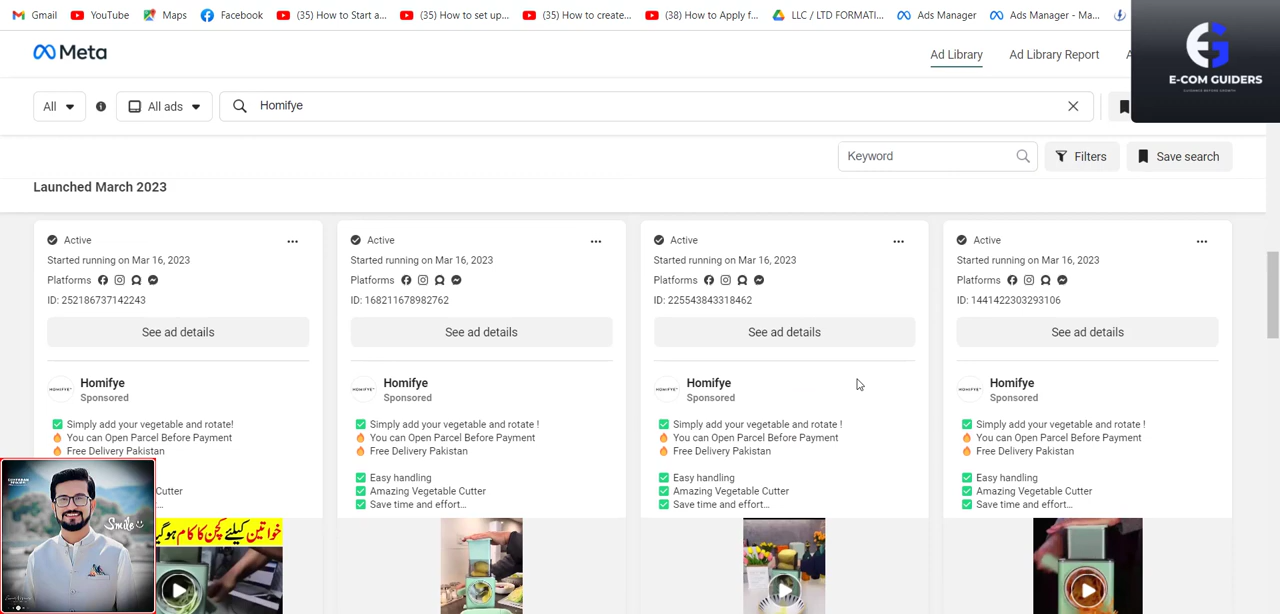 Gmail YouTube Maps Facebook (35) How to Start a... (35) How to set up... (35) How to create... (38) How to Apply f... LLC / LTD FORMATI... Ads Manager Ads Manager - Ma...
Meta
Ad Library Ad Library Report A
E-COM GUIDERS
GUIDANCE BEFORE GROWTH
All All ads Homifye
Keyword Filters Save search
Launched March 2023
Active Active Active Active
Started running on Mar 16, 2023 Started running on Mar 16, 2023 Started running on Mar 16, 2023 Started running on Mar 16, 2023
Platforms Platforms Platforms Platforms
ID: 252186737142243 ID: 168211678982762 ID: 225543843318462 ID: 1441422303293106
See ad details See ad details See ad details See ad details
Homifye Homifye Homifye Homifye
Sponsored Sponsored Sponsored Sponsored
✅ Simply add your vegetable and rotate! ✅ Simply add your vegetable and rotate ! ✅ Simply add your vegetable and rotate ! ✅ Simply add your vegetable and rotate !
🔥 You can Open Parcel Before Payment 🔥 You can Open Parcel Before Payment 🔥 You can Open Parcel Before Payment 🔥 You can Open Parcel Before Payment
🔥 Free Delivery Pakistan 🔥 Free Delivery Pakistan 🔥 Free Delivery Pakistan 🔥 Free Delivery Pakistan
✅ Easy handling ✅ Easy handling ✅ Easy handling
Cutter ✅ Amazing Vegetable Cutter ✅ Amazing Vegetable Cutter ✅ Amazing Vegetable Cutter
✅ Save time and effort... ✅ Save time and effort... ✅ Save time and effort...
Smile
خواتین کیلئے کچن کا کام ہوگی